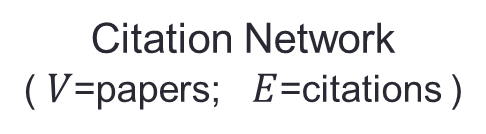 Citation Network
( V=papers; E=citations )